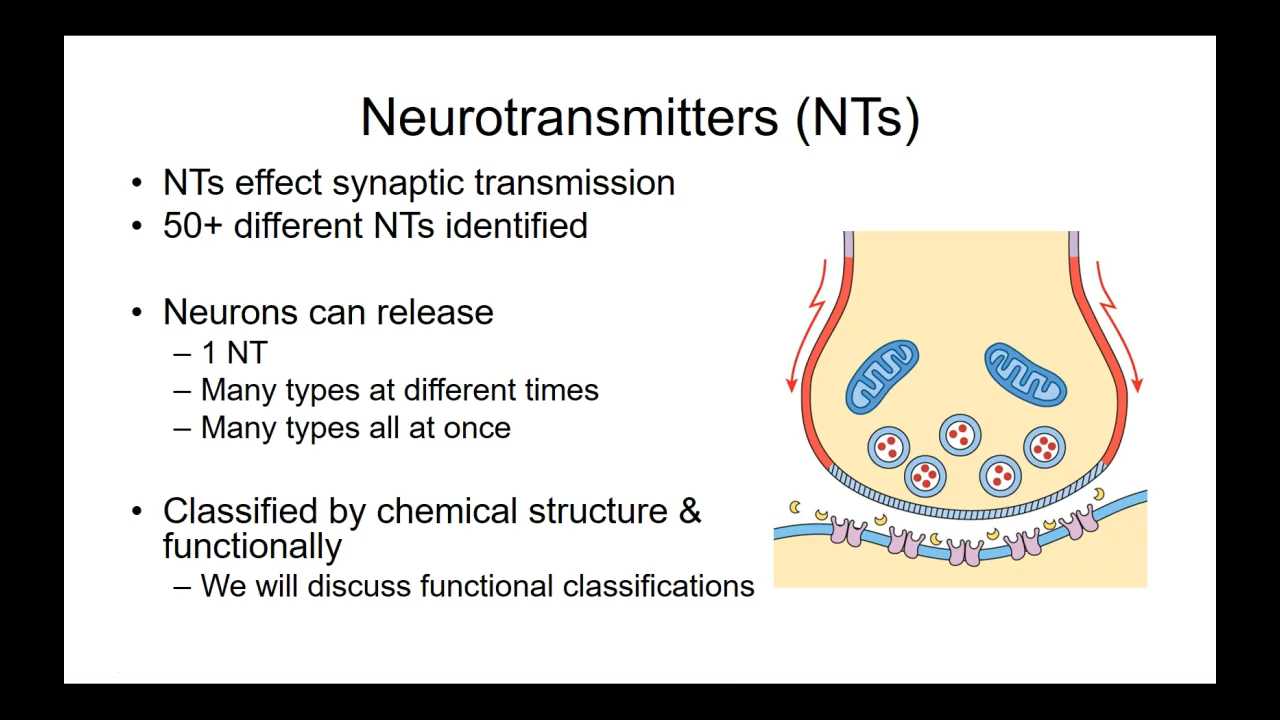 Neurotransmitters (NTs)
• NTs effect synaptic transmission
• 50+ different NTs identified
• Neurons can release
– 1 NT
– Many types at different times
– Many types all at once
• Classified by chemical structure &
functionally
– We will discuss functional classifications